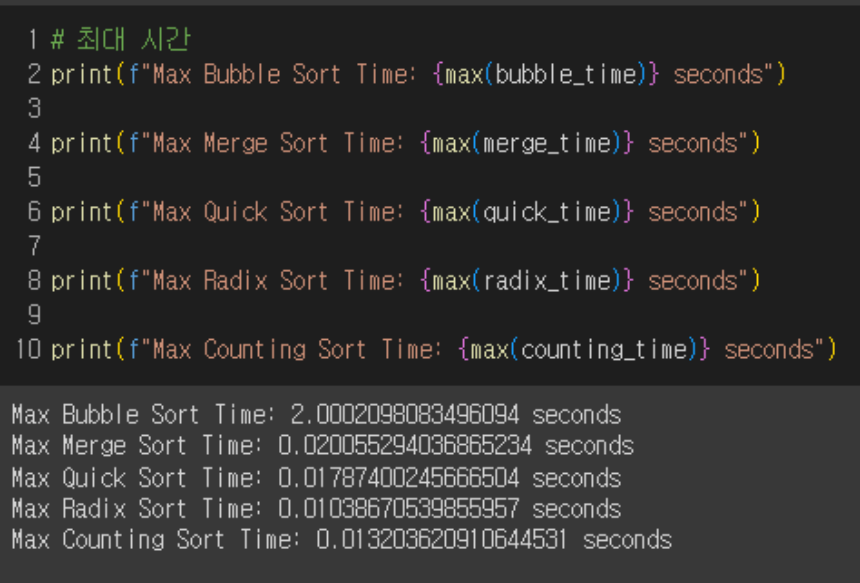 1 # 최대 시간
2 print(f"Max Bubble Sort Time: {max(bubble_time)} seconds")
3
4 print(f"Max Merge Sort Time: {max(merge_time)} seconds")
5
6 print(f"Max Quick Sort Time: {max(quick_time)} seconds")
7
8 print(f"Max Radix Sort Time: {max(radix_time)} seconds")
9
10 print(f"Max Counting Sort Time: {max(counting_time)} seconds")
Max Bubble Sort Time: 2.0002098083496094 seconds
Max Merge Sort Time: 0.020055294036865234 seconds
Max Quick Sort Time: 0.01787400245666504 seconds
Max Radix Sort Time: 0.01038670539855957 seconds
Max Counting Sort Time: 0.013203620910644531 seconds